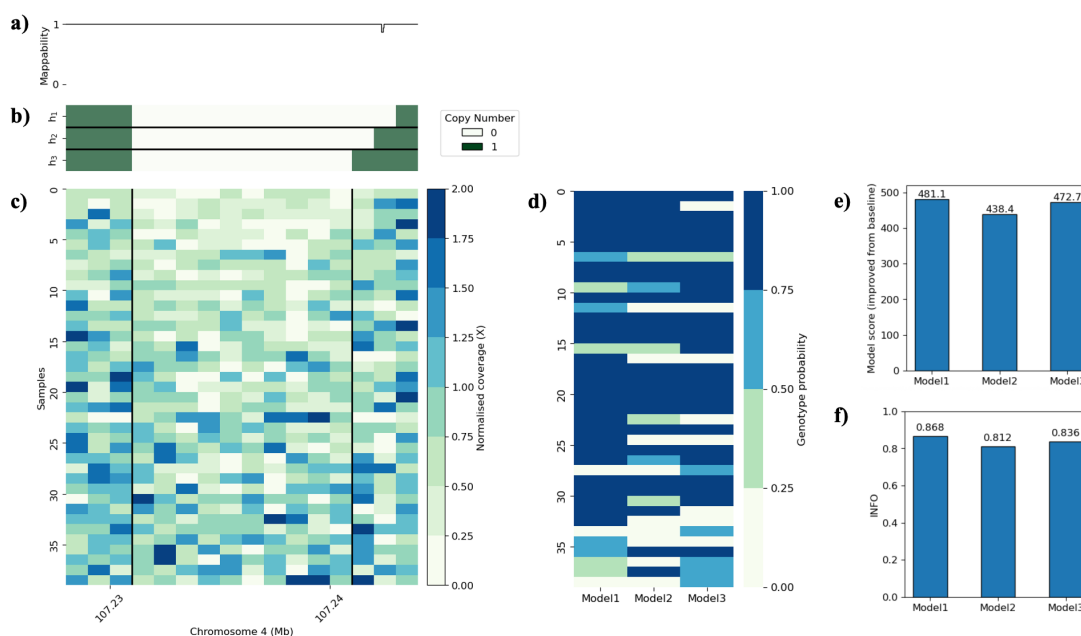 a)
1
0
Mappability
b)
h1
h2
h3
Copy Number
0
1
c)
0
5
10
15
20
25
30
35
Samples
107.23
107.24
Chromosome 4 (Mb)
2.00
1.75
1.50
1.25
1.00
0.75
0.50
0.25
0.00
Normalised coverage (X)
d)
0
5
10
15
20
25
30
35
Model1
Model2
Model3
1.00
0.75
0.50
0.25
0.00
Genotype probability
e)
500
400
300
200
100
0
Model score (improved from baseline)
481.1
438.4
472.7
Model1
Model2
Model3
f)
1.0
0.8
0.6
0.4
0.2
0.0
INFO
0.868
0.812
0.836
Model1
Model2
Model3